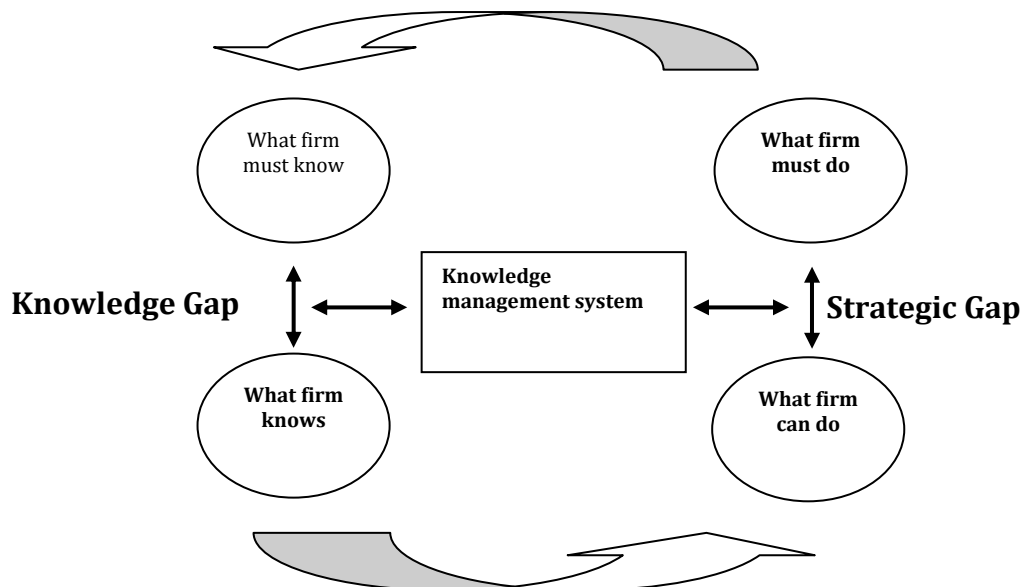 What firm
must know
What firm
must do
Knowledge Gap
Knowledge
management system
Strategic Gap
What firm
knows
What firm
can do